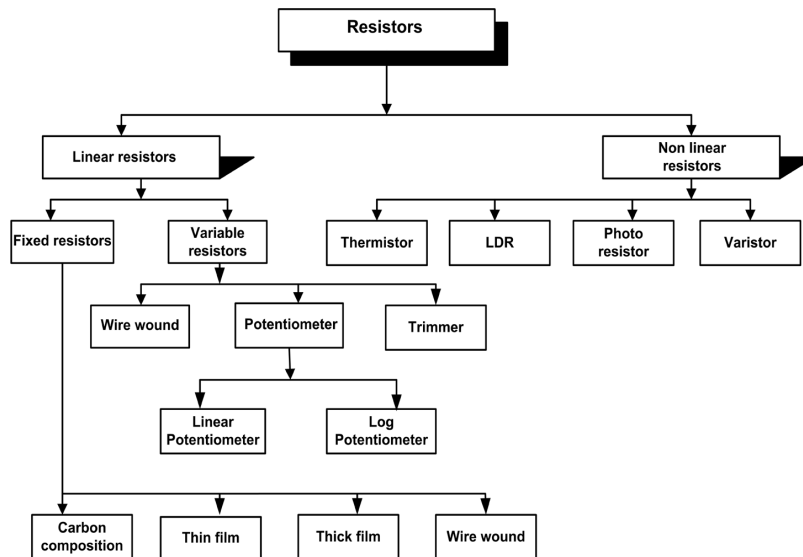 Resistors
Linear resistors
Non linear
resistors
Fixed resistors
Variable
resistors
Thermistor
LDR
Photo
resistor
Varistor
Wire wound
Potentiometer
Trimmer
Linear
Potentiometer
Log
Potentiometer
Carbon
composition
Thin film
Thick film
Wire wound